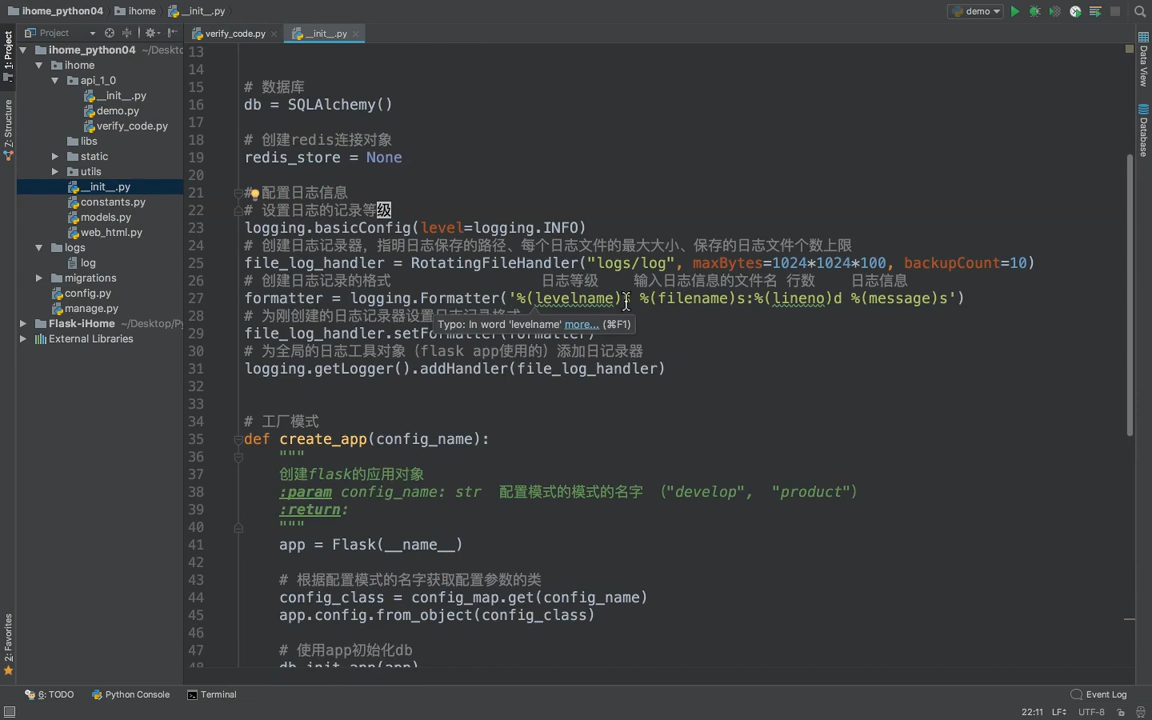 ihome_python04 ihome __init__.py demo
Project verify_code.py × __init__.py ×
1: Project
Z: Structure
2: Favorites
Data View
Database
ihome_python04 ~/Deskto
ihome
api_1_0
__init__.py
demo.py
verify_code.py
libs
static
utils
__init__.py
constants.py
models.py
web_html.py
logs
log
migrations
config.py
manage.py
Flask-iHome ~/Desktop/Py
External Libraries
13
14
15 # 数据库
16 db = SQLAlchemy()
17
18 # 创建redis连接对象
19 redis_store = None
20
21 # 配置日志信息
22 # 设置日志的记录等级
23 logging.basicConfig(level=logging.INFO)
24 # 创建日志记录器，指明日志保存的路径、每个日志文件的最大大小、保存的日志文件个数上限
25 file_log_handler = RotatingFileHandler("logs/log", maxBytes=1024*1024*100, backupCount=10)
26 # 创建日志记录的格式 日志等级 输入日志信息的文件名 行数 日志信息
27 formatter = logging.Formatter('%(levelname)s %(filename)s:%(lineno)d %(message)s')
28 # 为刚创建的日志记录器设置日志记录格式
Typo: In word 'levelname' more... (⌘F1)
29 file_log_handler.setFormatter(formatter)
30 # 为全局的日志工具对象（flask app使用的）添加日记录器
31 logging.getLogger().addHandler(file_log_handler)
32
33
34 # 工厂模式
35 def create_app(config_name):
36 """
37 创建flask的应用对象
38 :param config_name: str 配置模式的模式的名字 （"develop", "product"）
39 :return:
40 """
41 app = Flask(__name__)
42
43 # 根据配置模式的名字获取配置参数的类
44 config_class = config_map.get(config_name)
45 app.config.from_object(config_class)
46
47 # 使用app初始化db
48 db.init_app(app)
6: TODO Python Console Terminal Event Log
22:11 LF÷ UTF-8